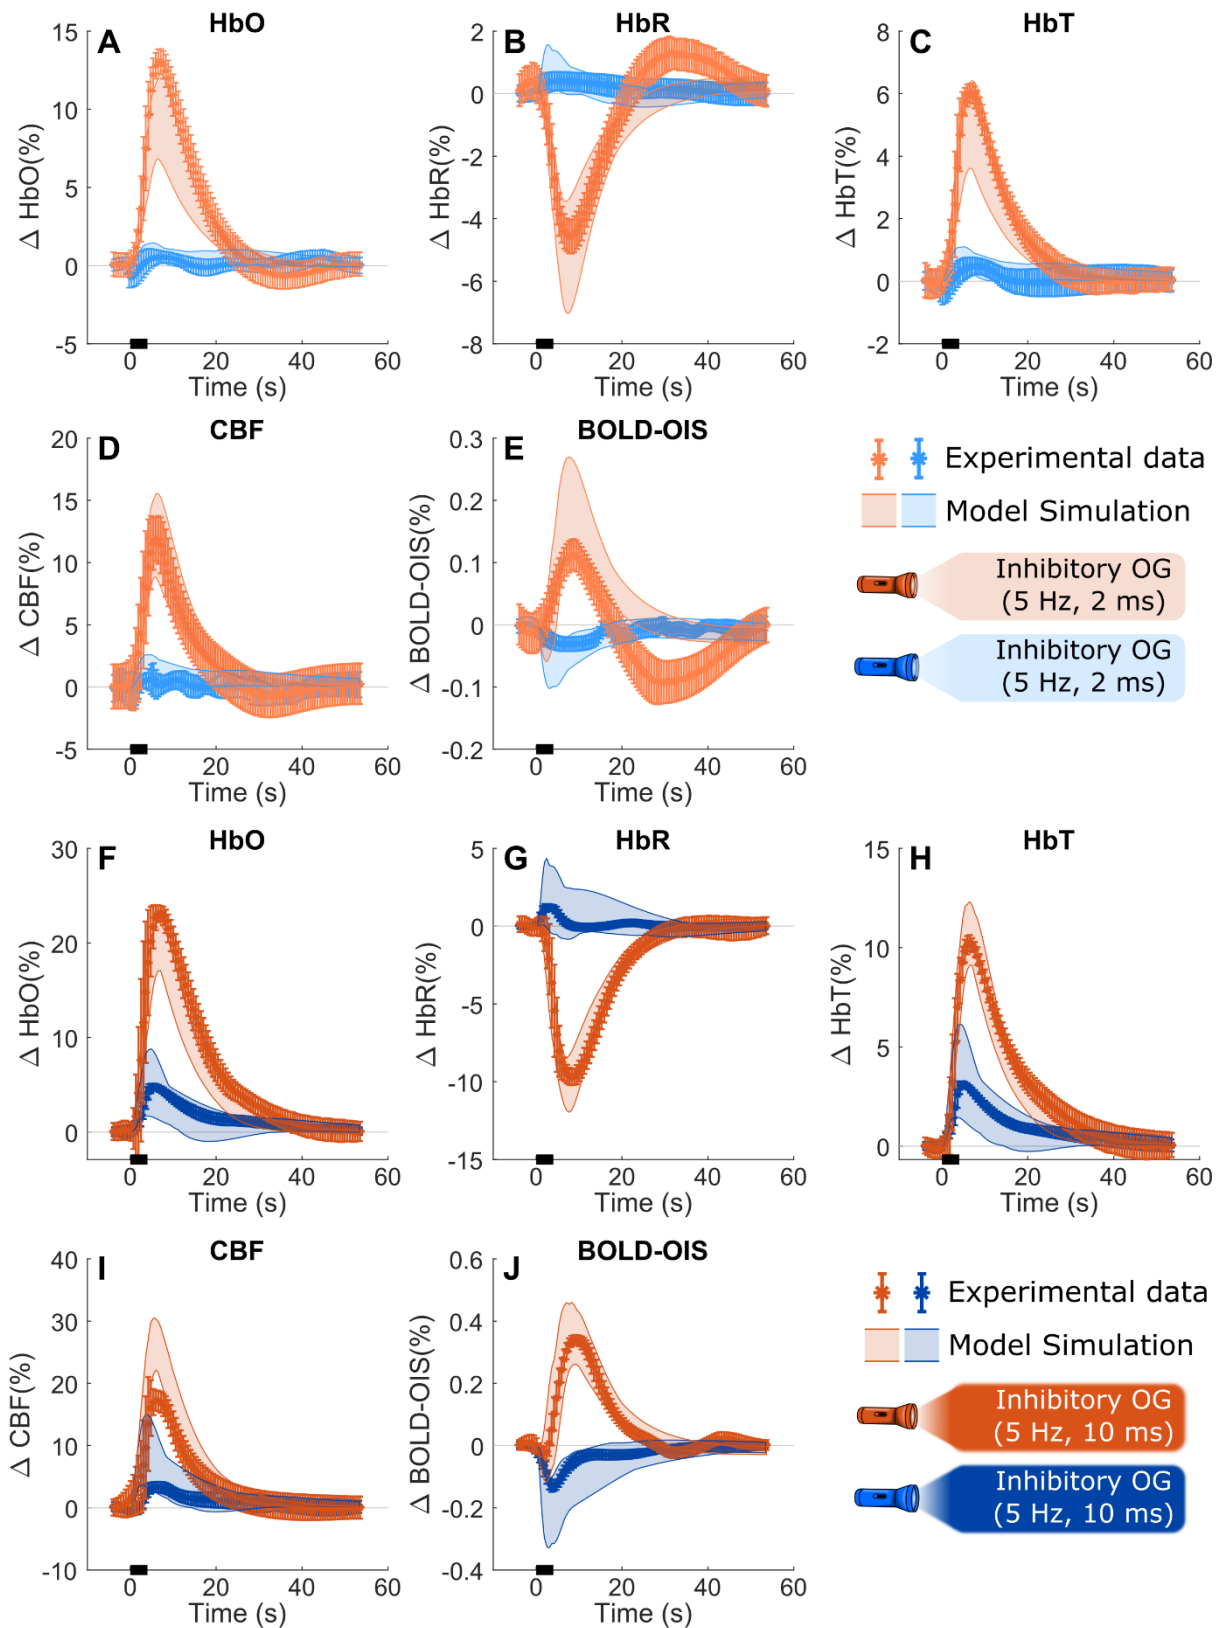 A HbO
Δ HbO(%)
15
10
5
0
-5
0 20 40 60
Time (s)
B HbR
Δ HbR(%)
2
0
-2
-4
-6
-8
0 20 40 60
Time (s)
C HbT
Δ HbT(%)
8
6
4
2
0
-2
0 20 40 60
Time (s)
D CBF
Δ CBF(%)
20
15
10
5
0
-5
0 20 40 60
Time (s)
E BOLD-OIS
Δ BOLD-OIS(%)
0.3
0.2
0.1
0
-0.1
-0.2
0 20 40 60
Time (s)
Experimental data
Model Simulation
Inhibitory OG
(5 Hz, 2 ms)
Inhibitory OG
(5 Hz, 2 ms)
F HbO
Δ HbO(%)
30
20
10
0
0 20 40 60
Time (s)
G HbR
Δ HbR(%)
5
0
-5
-10
-15
0 20 40 60
Time (s)
H HbT
Δ HbT(%)
15
10
5
0
0 20 40 60
Time (s)
I CBF
Δ CBF(%)
40
30
20
10
0
-10
0 20 40 60
Time (s)
J BOLD-OIS
Δ BOLD-OIS(%)
0.6
0.4
0.2
0
-0.2
-0.4
0 20 40 60
Time (s)
Experimental data
Model Simulation
Inhibitory OG
(5 Hz, 10 ms)
Inhibitory OG
(5 Hz, 10 ms)